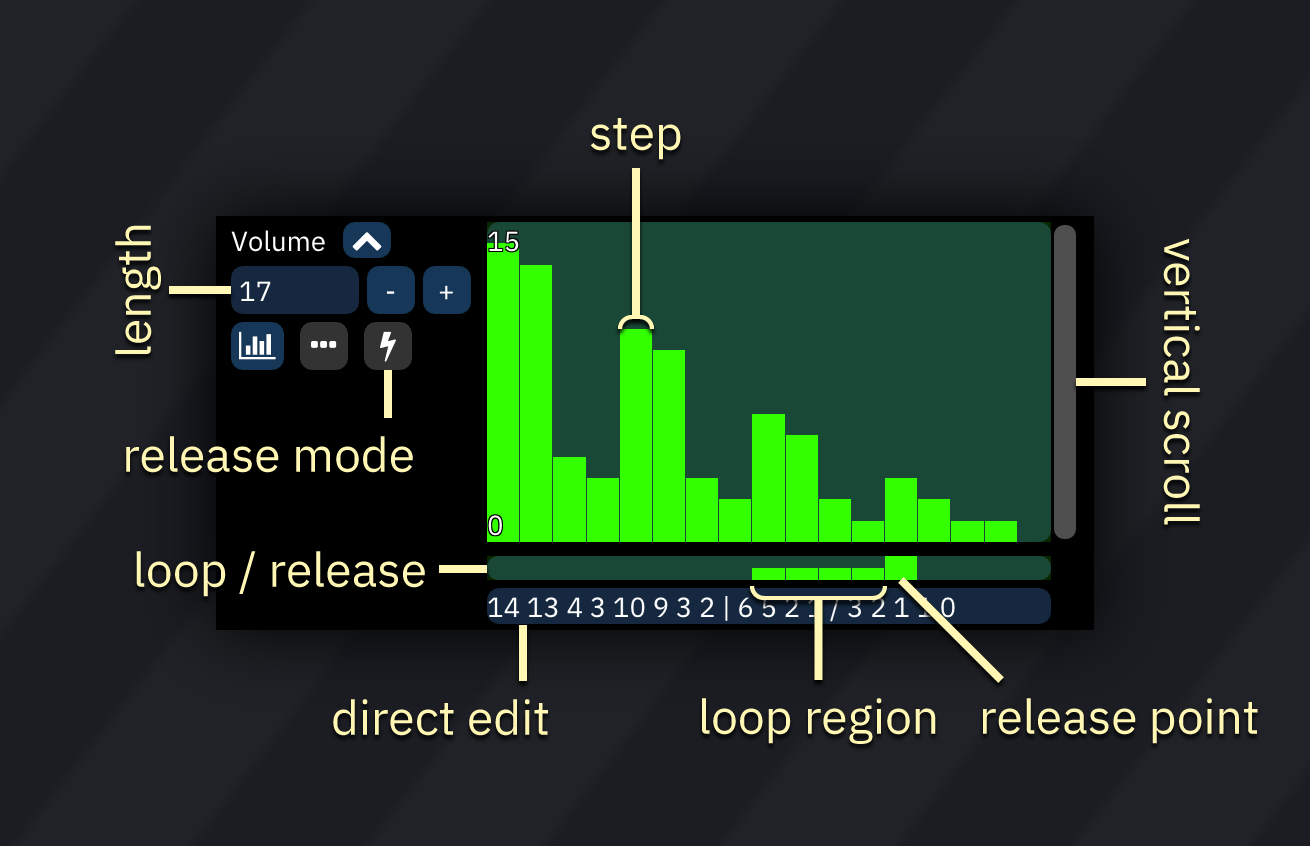 step
length
Volume
17
-
+
15
0
vertical scroll
release mode
loop / release
14 13 4 3 10 9 3 2 | 6 5 2 1 / 3 2 1 1 0
direct edit
loop region
release point